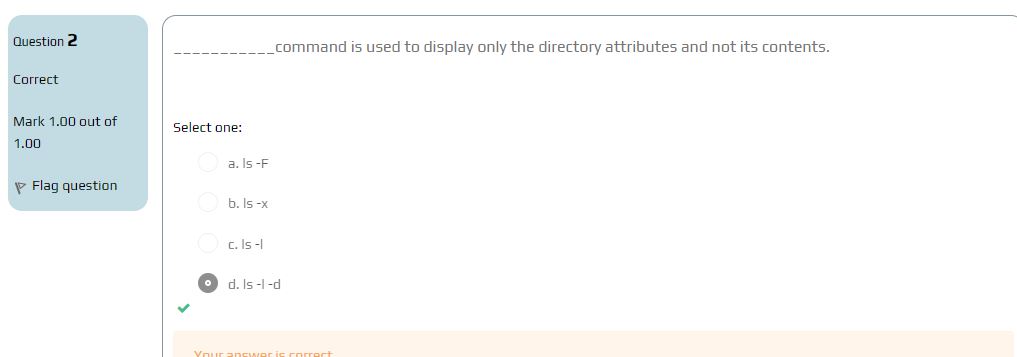 Question 2
Correct
Mark 1.00 out of
1.00
Flag question
___________command is used to display only the directory attributes and not its contents.
Select one:
a. ls -F
b. ls -x
c. ls -l
d. ls -l -d
Your answer is correct